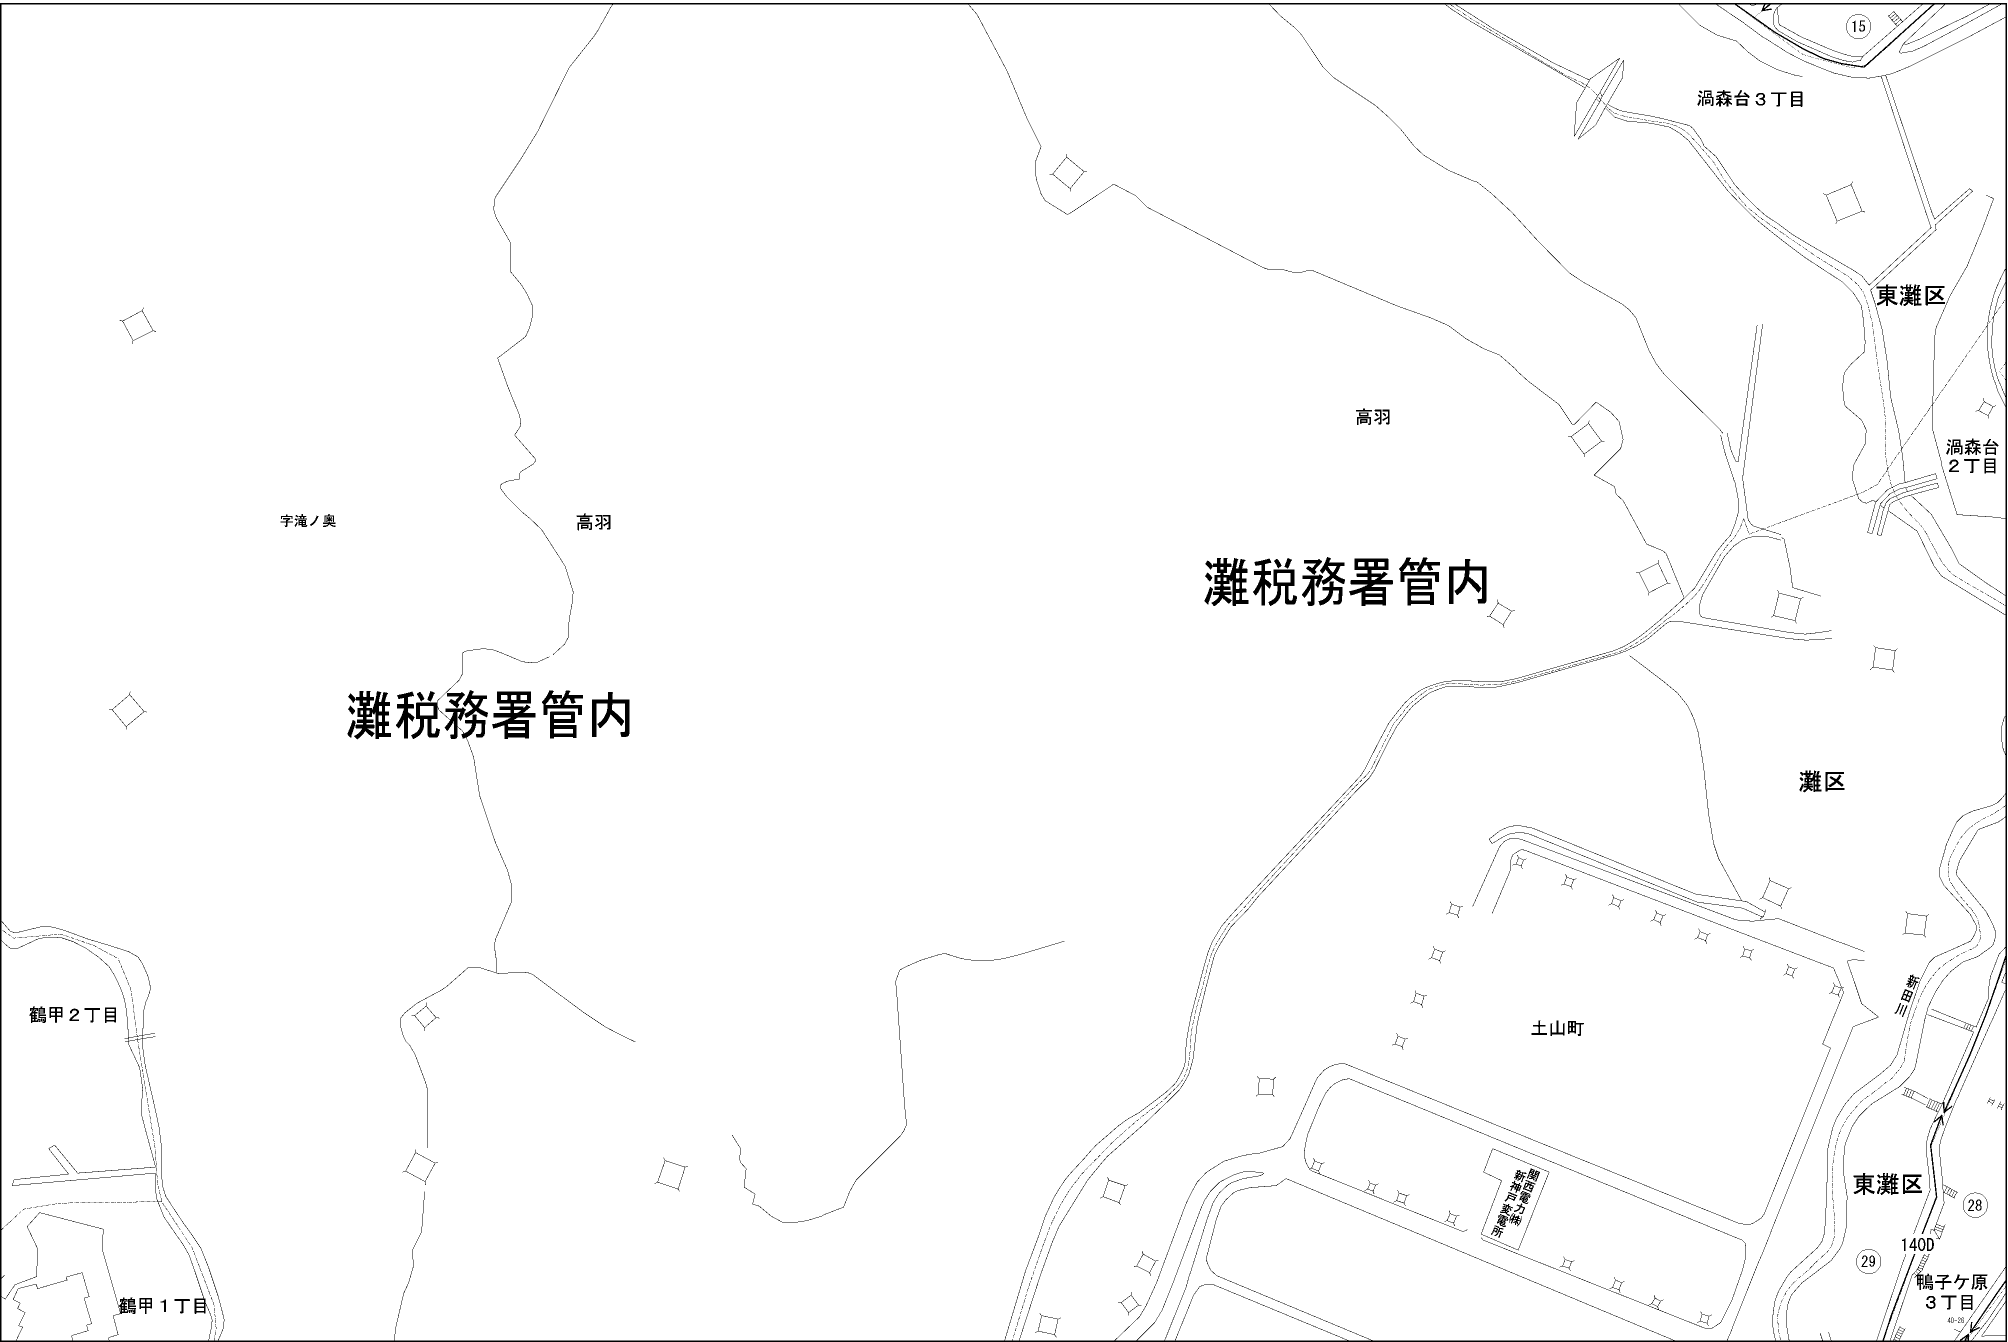 15
渦森台３丁目
東灘区
高羽
渦森台
２丁目
字滝ノ奥
高羽
灘税務署管内
灘税務署管内
灘区
新田川
鶴甲２丁目
土山町
関西電力㈱
新神戸変電所
東灘区
28
140D
29
鴨子ケ原
３丁目
鶴甲１丁目
40-28